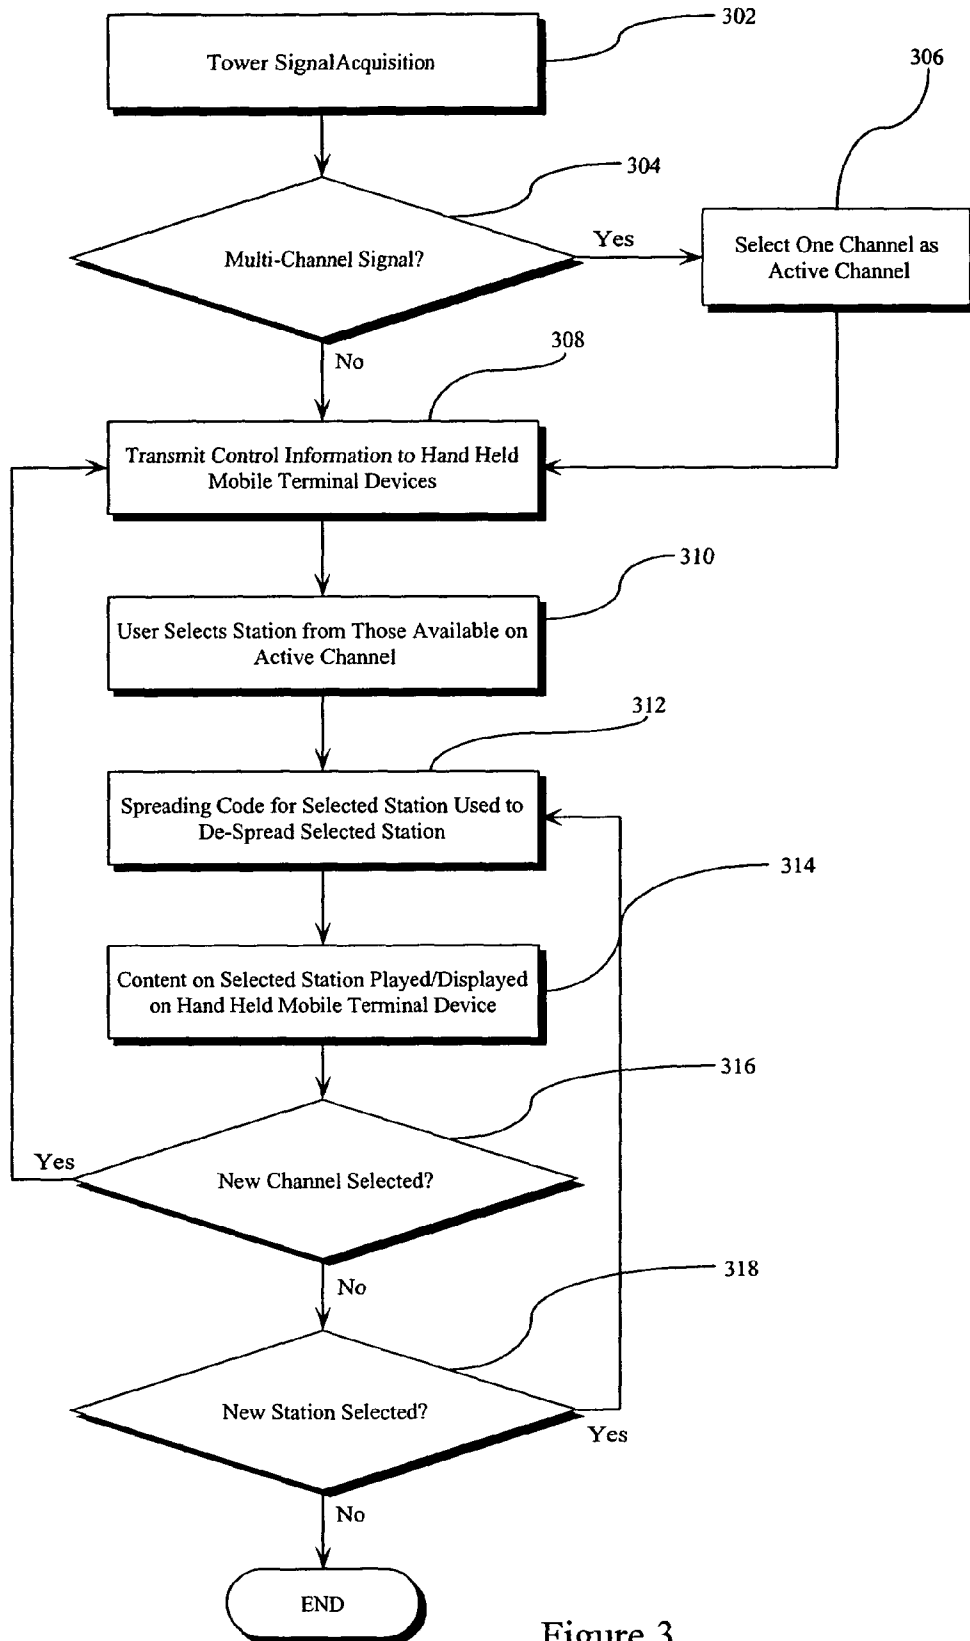 302
Tower Signal Acquisition
306
304
Multi-Channel Signal?
Yes
Select One Channel as
Active Channel
No
308
Transmit Control Information to Hand Held
Mobile Terminal Devices
310
User Selects Station from Those Available on
Active Channel
312
Spreading Code for Selected Station Used to
De-Spread Selected Station
314
Content on Selected Station Played/Displayed
on Hand Held Mobile Terminal Device
316
Yes
New Channel Selected?
No
318
New Station Selected?
Yes
No
END
Figure 3